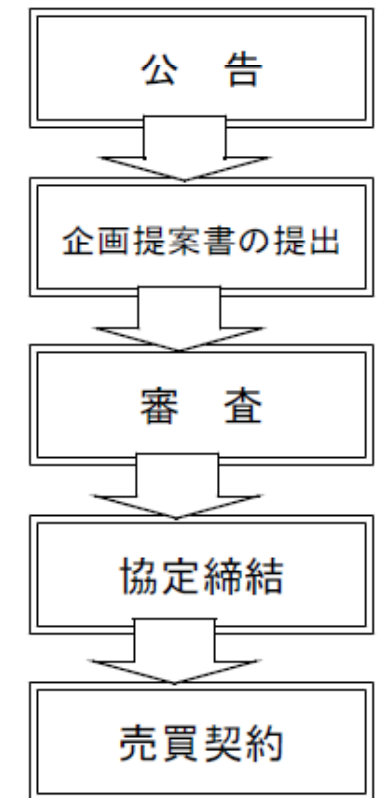 公　告
企画提案書の提出
審　査
協定締結
売買契約